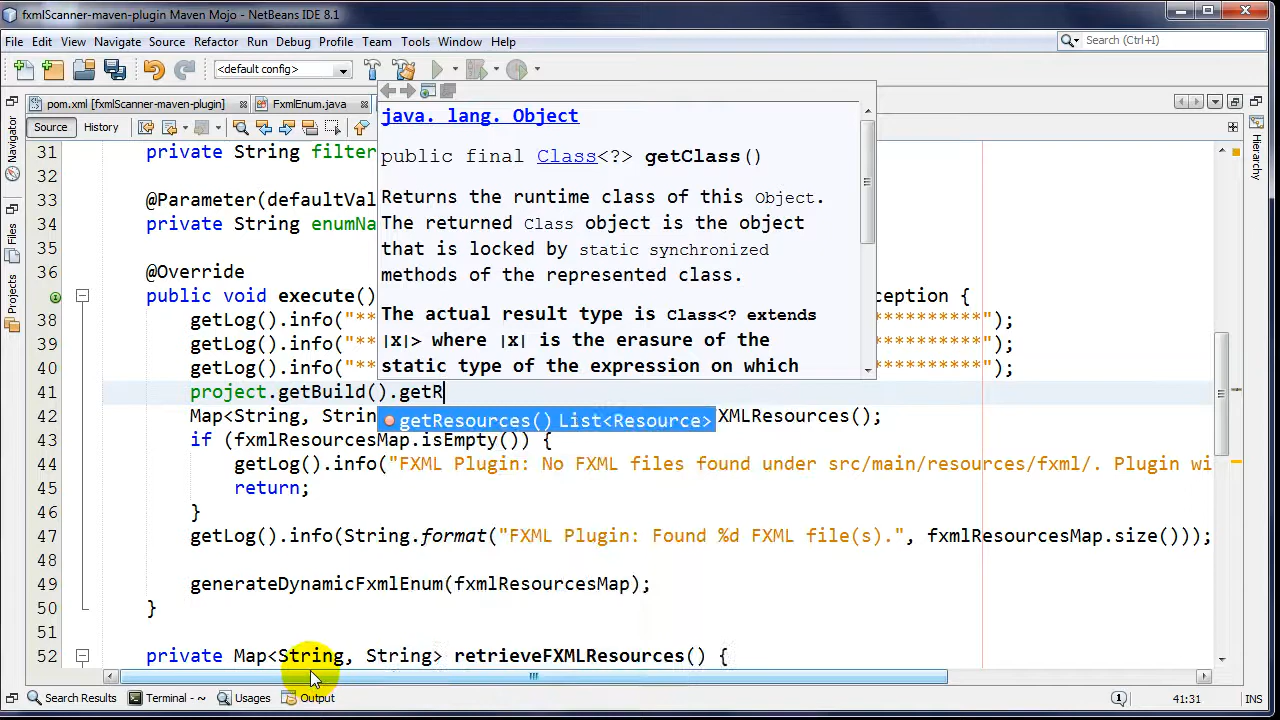 fxmlScanner-maven-plugin Maven Mojo - NetBeans IDE 8.1
File Edit View Navigate Source Refactor Run Debug Profile Team Tools Window Help
Search (Ctrl+I)
<default config>
pom.xml [fxmlScanner-maven-plugin] FxmlEnum.java
Source History
Navigator
Files
Projects
Hierarchy
java. lang. Object
public final Class<?> getClass()
Returns the runtime class of this Object.
The returned Class object is the object
that is locked by static synchronized
methods of the represented class.
The actual result type is Class<? extends
|X|> where |X| is the erasure of the
static type of the expression on which
31 private String filter
32
33 @Parameter(defaultVal
34 private String enumNa
35
36 @Override
public void execute() ception {
38 getLog().info("** *********");
39 getLog().info("** *********");
40 getLog().info("** *********");
41 project.getBuild().getR
42 Map<String, Strin XMLResources();
getResources() List<Resource>
43 if (fxmlResourcesMap.isEmpty()) {
44 getLog().info("FXML Plugin: No FXML files found under src/main/resources/fxml/. Plugin wi
45 return;
46 }
47 getLog().info(String.format("FXML Plugin: Found %d FXML file(s).", fxmlResourcesMap.size()));
48
49 generateDynamicFxmlEnum(fxmlResourcesMap);
50 }
51
52 private Map<String, String> retrieveFXMLResources() {
Search Results Terminal - ~ Usages Output 1 41:31 INS